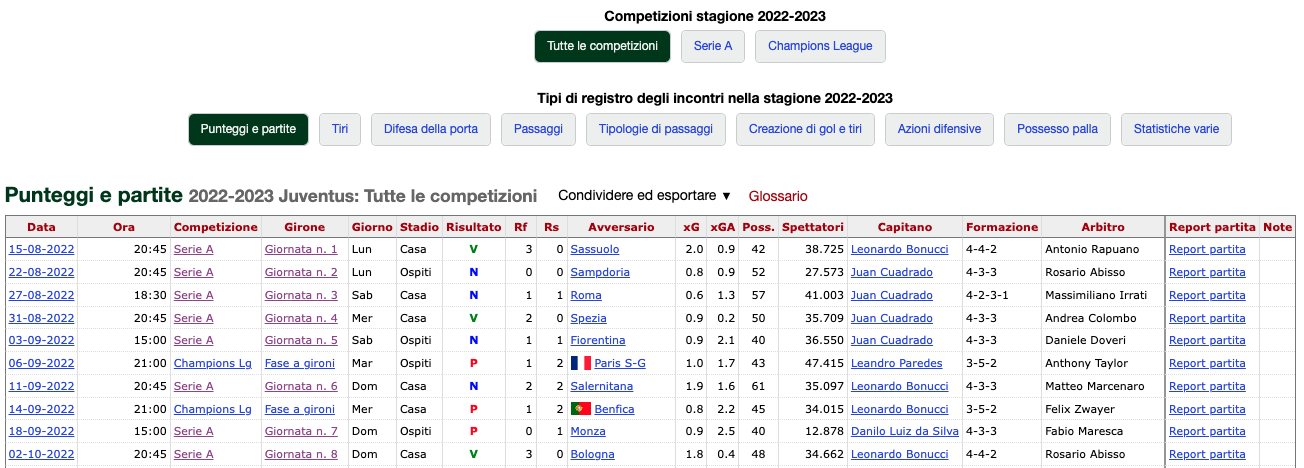 Competizioni stagione 2022-2023
Tutte le competizioni Serie A Champions League
Tipi di registro degli incontri nella stagione 2022-2023
Punteggi e partite Tiri Difesa della porta Passaggi Tipologie di passaggi Creazione di gol e tiri Azioni difensive Possesso palla Statistiche varie
Punteggi e partite 2022-2023 Juventus: Tutte le competizioni Condividere ed esportare ▼ Glossario
Data Ora Competizione Girone Giorno Stadio Risultato Rf Rs Avversario xG xGA Poss. Spettatori Capitano Formazione Arbitro Report partita Note
15-08-2022 20:45 Serie A Giornata n. 1 Lun Casa V 3 0 Sassuolo 2.0 0.9 42 38.725 Leonardo Bonucci 4-4-2 Antonio Rapuano Report partita
22-08-2022 20:45 Serie A Giornata n. 2 Lun Ospiti N 0 0 Sampdoria 0.8 0.9 52 27.573 Juan Cuadrado 4-3-3 Rosario Abisso Report partita
27-08-2022 18:30 Serie A Giornata n. 3 Sab Casa N 1 1 Roma 0.6 1.3 57 41.003 Juan Cuadrado 4-2-3-1 Massimiliano Irrati Report partita
31-08-2022 20:45 Serie A Giornata n. 4 Mer Casa V 2 0 Spezia 0.9 0.2 50 35.709 Juan Cuadrado 4-3-3 Andrea Colombo Report partita
03-09-2022 15:00 Serie A Giornata n. 5 Sab Ospiti N 1 1 Fiorentina 0.9 2.1 40 36.550 Juan Cuadrado 4-3-3 Daniele Doveri Report partita
06-09-2022 21:00 Champions Lg Fase a gironi Mar Ospiti P 1 2 Paris S-G 1.0 1.7 43 47.415 Leandro Paredes 3-5-2 Anthony Taylor Report partita
11-09-2022 20:45 Serie A Giornata n. 6 Dom Casa N 2 2 Salernitana 1.9 1.6 61 35.097 Leonardo Bonucci 4-3-3 Matteo Marcenaro Report partita
14-09-2022 21:00 Champions Lg Fase a gironi Mer Casa P 1 2 Benfica 0.8 2.2 45 34.015 Leonardo Bonucci 3-5-2 Felix Zwayer Report partita
18-09-2022 15:00 Serie A Giornata n. 7 Dom Ospiti P 0 1 Monza 0.9 2.5 40 12.878 Danilo Luiz da Silva 4-3-3 Fabio Maresca Report partita
02-10-2022 20:45 Serie A Giornata n. 8 Dom Casa V 3 0 Bologna 1.8 0.4 48 34.662 Leonardo Bonucci 4-4-2 Rosario Abisso Report partita